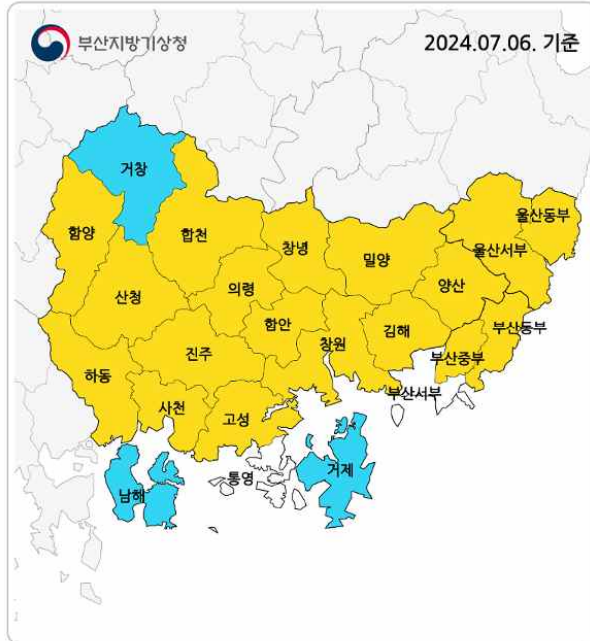 부산지방기상청
2024.07.06. 기준
거창
함양
합천
창녕
밀양
울산동부
울산서부
산청
의령
양산
함안
창원
김해
부산동부
진주
부산중부
하동
사천
고성
부산서부
남해
통영
거제